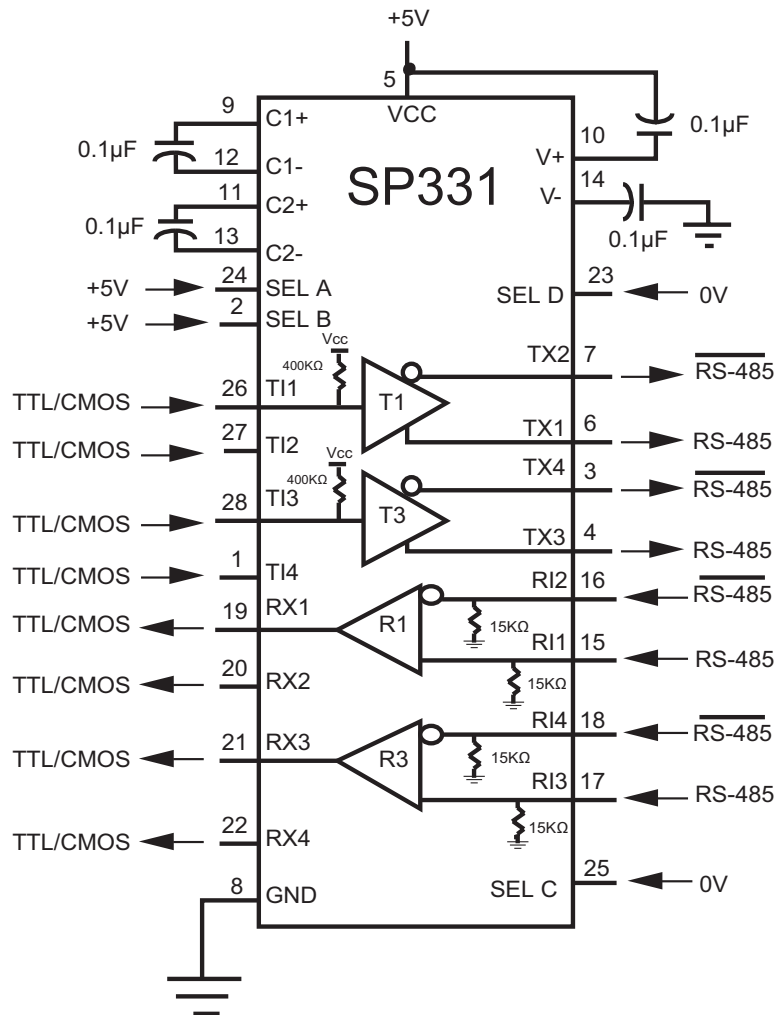 +5V
5
VCC
SP331
9
C1+
0.1µF
12
C1-
11
C2+
0.1µF
13
C2-
24
+5V
SEL A
2
+5V
SEL B
10
V+
0.1µF
14
V-
0.1µF
23
SEL D
0V
Vcc
400KΩ
26
TTL/CMOS
TI1
T1
TX2
7
RS-485
TX1
6
RS-485
27
TTL/CMOS
TI2
Vcc
400KΩ
28
TTL/CMOS
TI3
T3
TX4
3
RS-485
TX3
4
RS-485
1
TTL/CMOS
TI4
19
TTL/CMOS
RX1
R1
RI2
16
RS-485
15KΩ
RI1
15
RS-485
15KΩ
20
TTL/CMOS
RX2
21
TTL/CMOS
RX3
R3
RI4
18
RS-485
15KΩ
RI3
17
RS-485
15KΩ
22
TTL/CMOS
RX4
25
SEL C
0V
8
GND